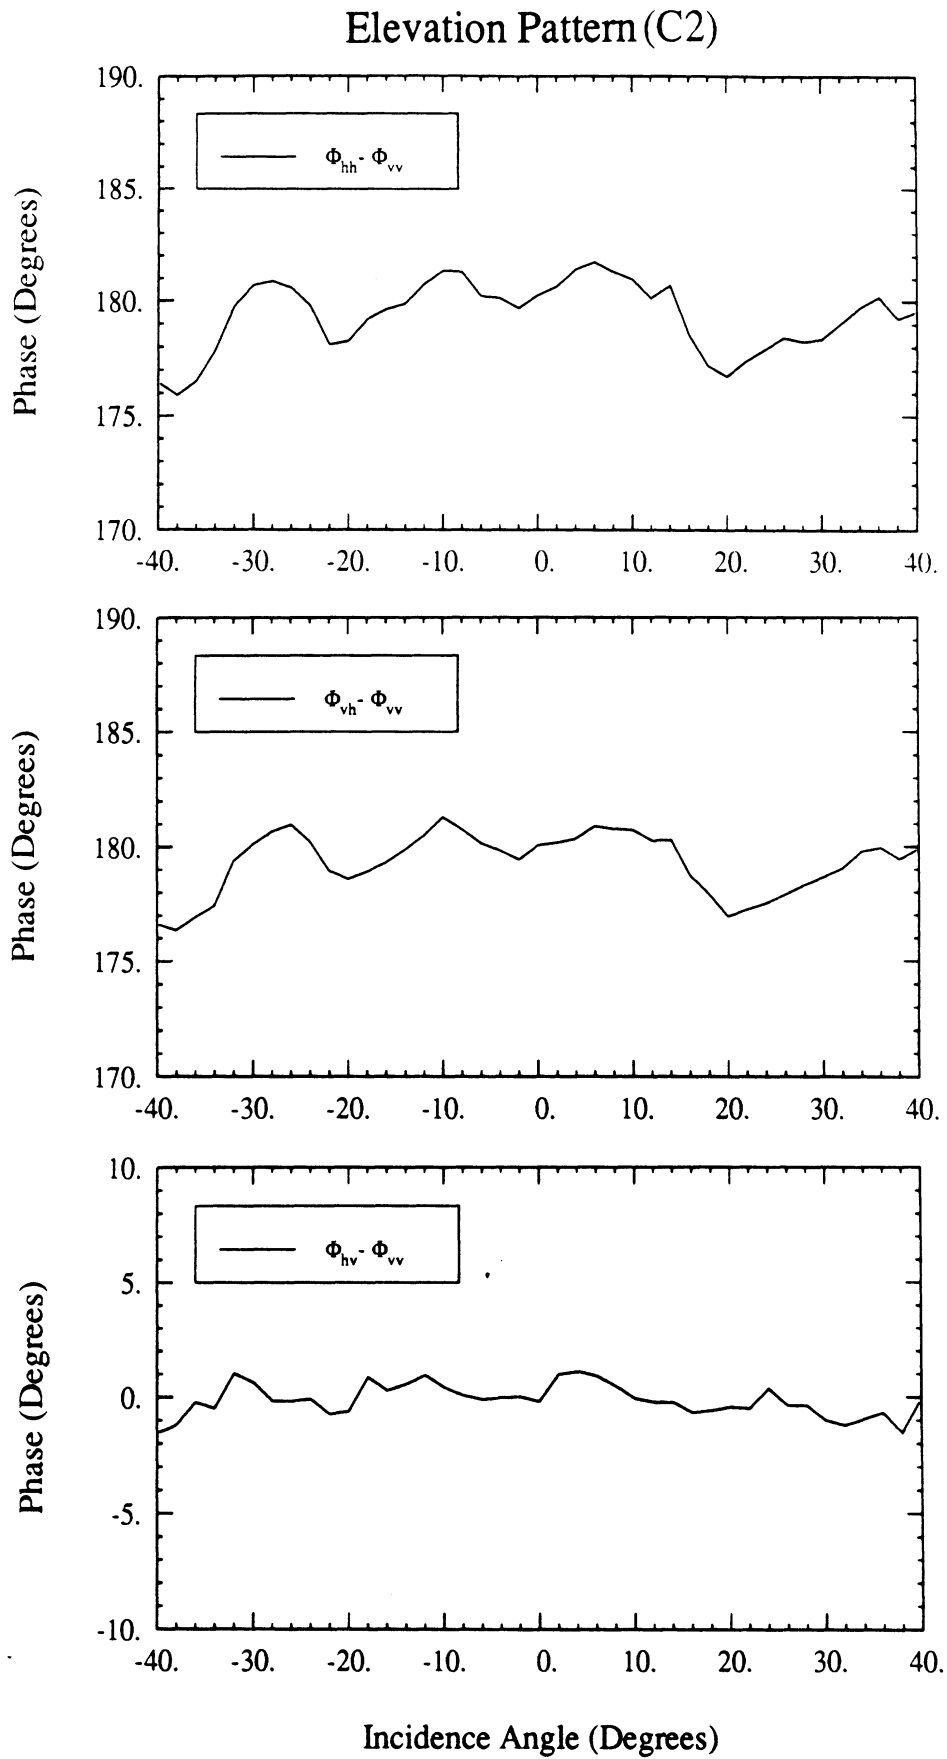 Elevation Pattern (C2)
190.
Φhh- Φvv
185.
180.
175.
170.
Phase (Degrees)
-40. -30. -20. -10. 0. 10. 20. 30. 40.
190.
Φvh- Φvv
185.
180.
175.
170.
Phase (Degrees)
-40. -30. -20. -10. 0. 10. 20. 30. 40.
10.
Φhv- Φvv
5.
0.
-5.
-10.
Phase (Degrees)
-40. -30. -20. -10. 0. 10. 20. 30. 40.
Incidence Angle (Degrees)